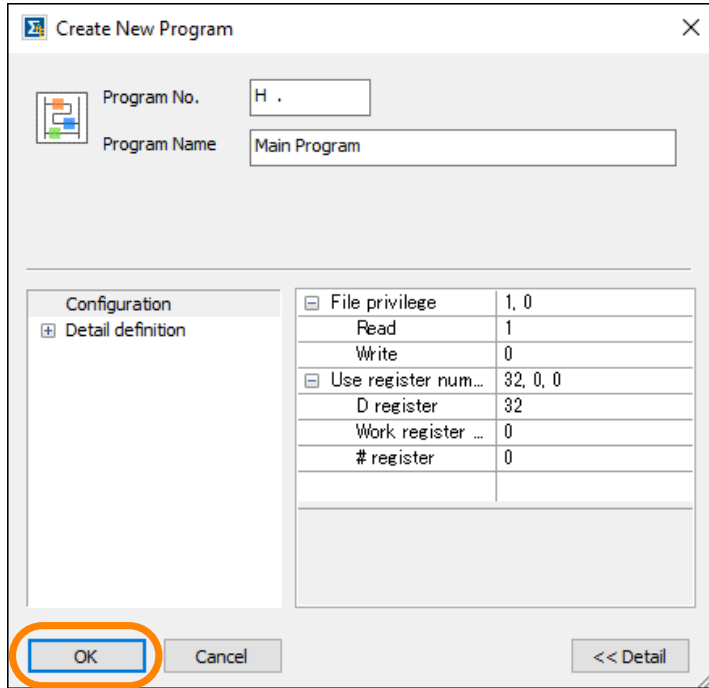 Create New Program
Program No. H .
Program Name Main Program
Configuration
Detail definition
File privilege 1, 0
Read 1
Write 0
Use register num... 32, 0, 0
D register 32
Work register ... 0
# register 0
OK Cancel << Detail